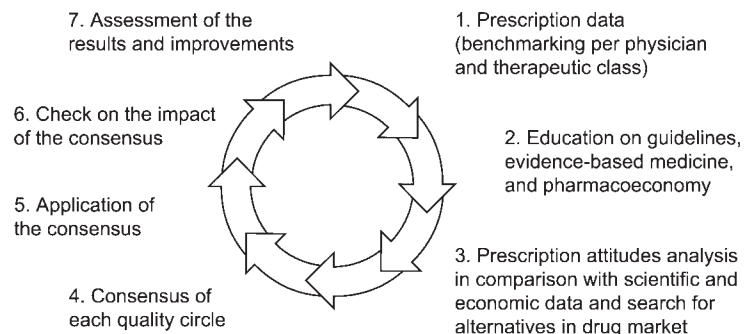 1. Prescription data
(benchmarking per physician
and therapeutic class)
2. Education on guidelines,
evidence-based medicine,
and pharmacoeconomy
3. Prescription attitudes analysis
in comparison with scientific and
economic data and search for
alternatives in drug market
4. Consensus of
each quality circle
5. Application of
the consensus
6. Check on the impact
of the consensus
7. Assessment of the
results and improvements